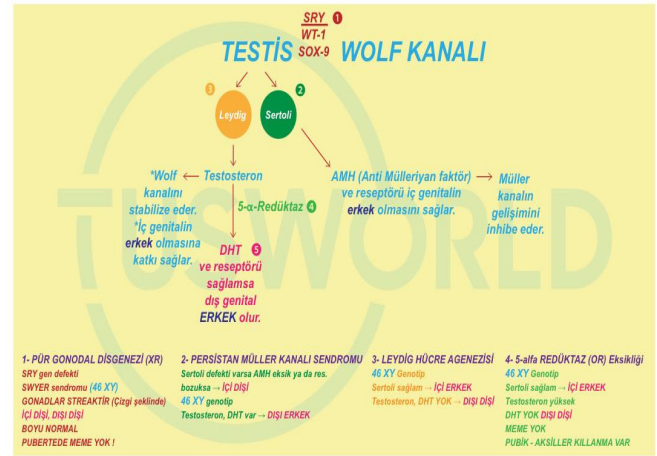 SRY 1
WT-1
SOX-9
TESTİS WOLF KANALI
3 Leydig
2 Sertoli
*Wolf
kanalını
stabilize eder.
*İç genitalin
erkek olmasına
katkı sağlar.
Testosteron
5-α-Redüktaz 4
DHT 5
ve reseptörü
sağlamsa
dış genital
ERKEK olur.
AMH (Anti Mülleriyan faktör)
ve reseptörü iç genitalin
erkek olmasını sağlar.
Müller
kanalın
gelişimini
inhibe eder.
TUSWORLD
1- PÜR GONODAL DİSGENEZİ (XR)
SRY gen defekti
SWYER sendromu (46 XY)
GONADLAR STREAKTİR (Çizgi şeklinde)
İÇİ DİŞİ, DIŞI DİŞİ
BOYU NORMAL
PUBERTEDE MEME YOK !
2- PERSİSTAN MÜLLER KANALI SENDROMU
Sertoli defekti varsa AMH eksik ya da res.
bozuksa → İÇİ DİŞİ
46 XY genotip
Testosteron, DHT var → DIŞI ERKEK
3- LEYDİG HÜCRE AGENEZİSİ
46 XY Genotip
Sertoli sağlam → İÇİ ERKEK
Testosteron, DHT YOK → DIŞI DİŞİ
4- 5-alfa REDÜKTAZ (OR) Eksikliği
46 XY Genotip
Sertoli sağlam → İÇİ ERKEK
Testosteron yüksek
DHT YOK DIŞI DİŞİ
MEME YOK
PUBİK - AKSİLLER KILLANMA VAR